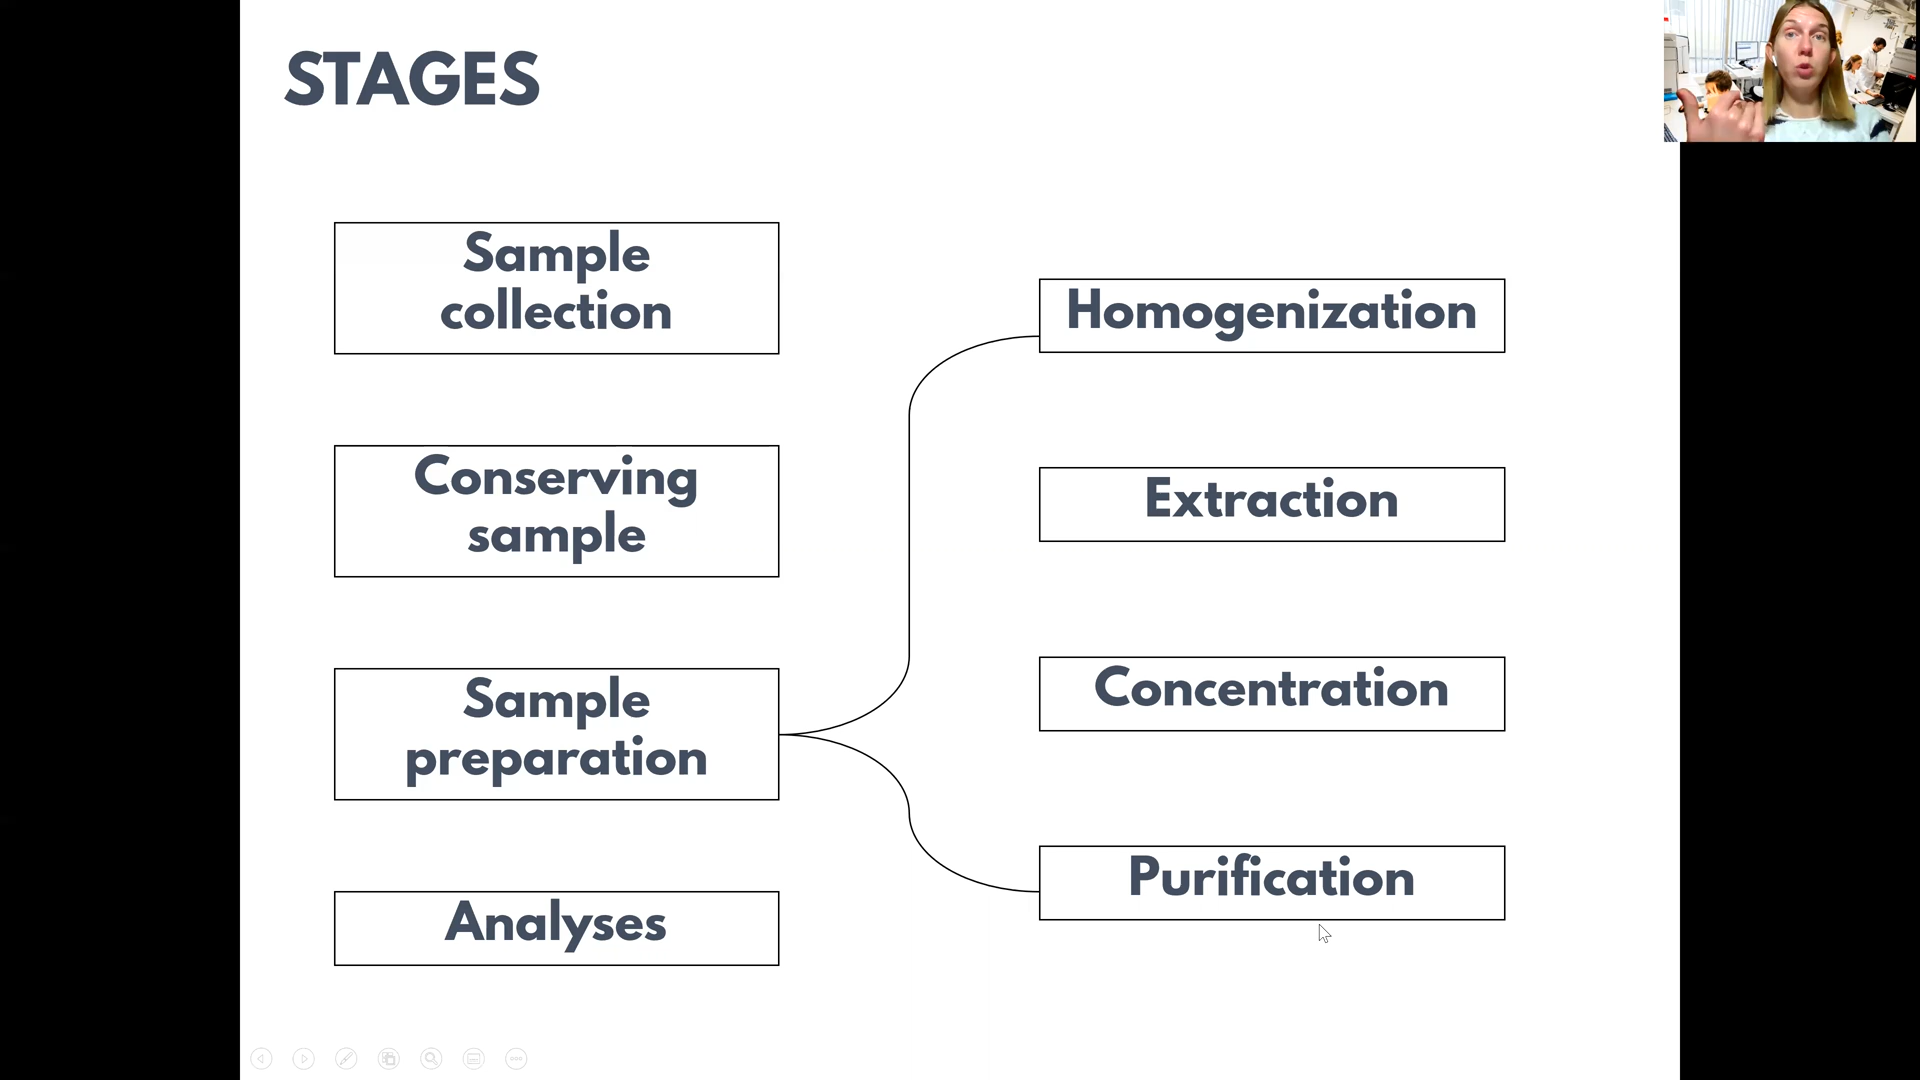 STAGES
Sample
collection
Conserving
sample
Sample
preparation
Analyses
Homogenization
Extraction
Concentration
Purification